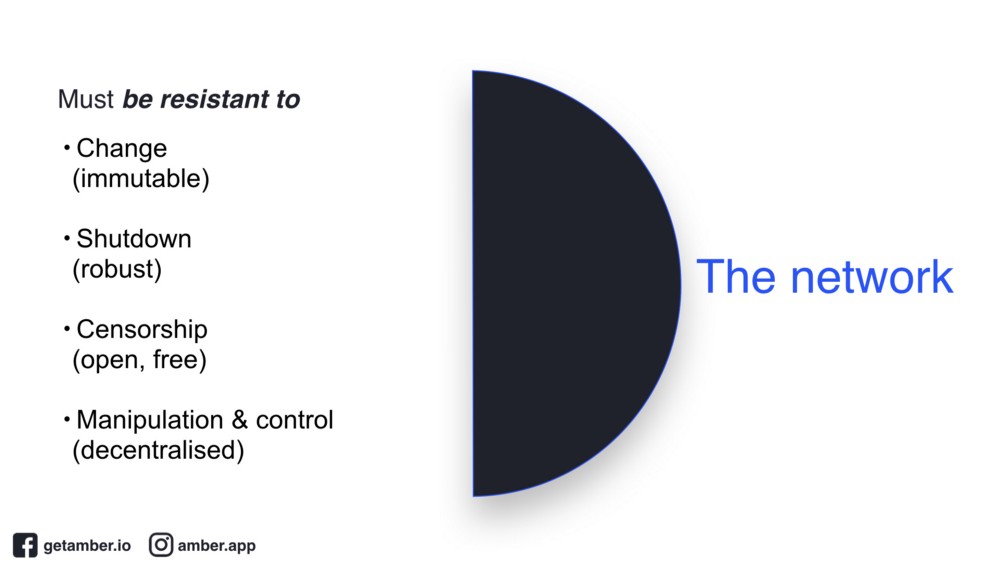 Must be resistant to
• Change
(immutable)
• Shutdown
(robust)
• Censorship
(open, free)
• Manipulation & control
(decentralised)
The network
getamber.io amber.app